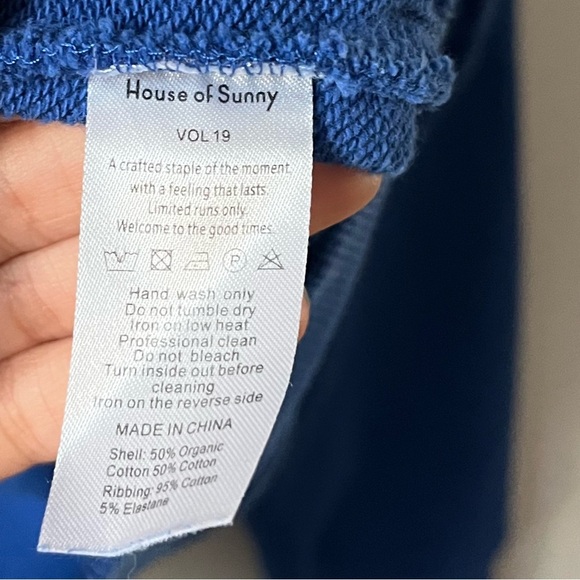 House of Sunny
VOL 19
A crafted staple of the moment
with a feeling that lasts.
Limited runs only.
Welcome to the good times.
P
Hand wash only
Do not tumble dry
Iron on low heat
Professional clean
Do not bleach
Turn inside out before
cleaning
Iron on the reverse side
MADE IN CHINA
Shell: 50% Organic
Cotton 50% Cotton
Ribbing: 95% Cotton
5% Elastane